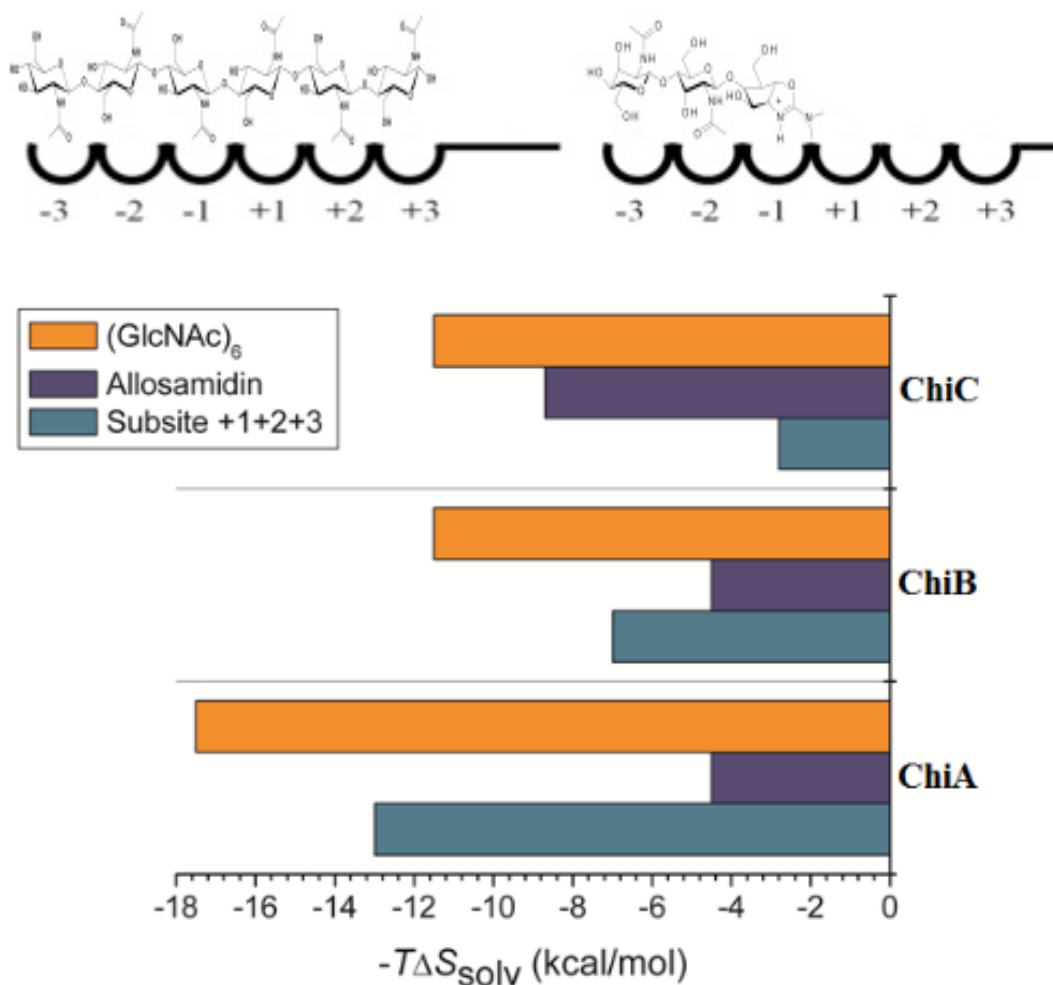 -3 -2 -1 +1 +2 +3
-3 -2 -1 +1 +2 +3
(GlcNAc)6
Allosamidin
Subsite +1+2+3
ChiC
ChiB
ChiA
-18 -16 -14 -12 -10 -8 -6 -4 -2 0
-TΔSsolv (kcal/mol)